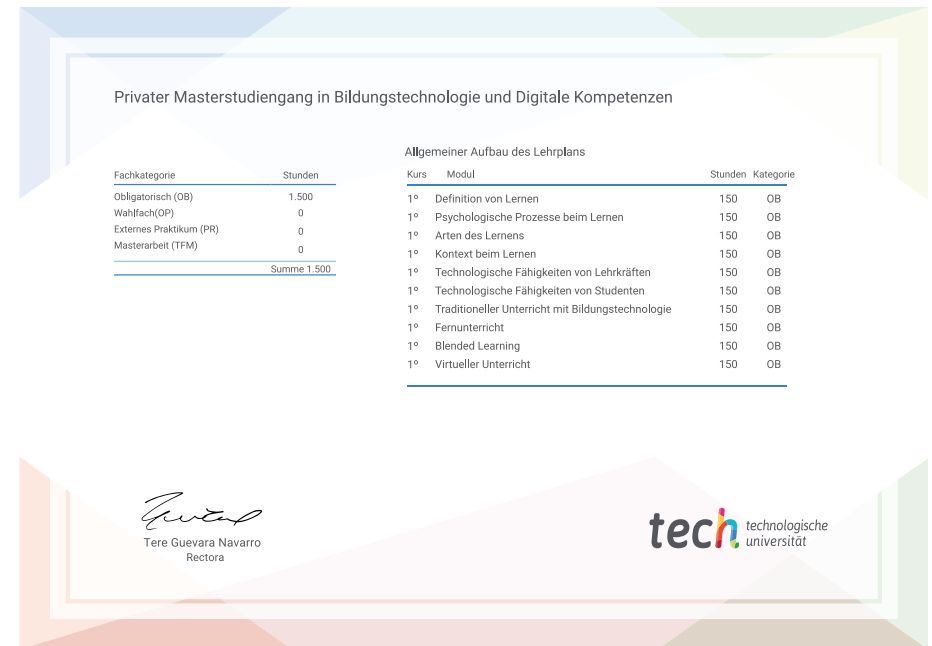 Privater Masterstudiengang in Bildungstechnologie und Digitale Kompetenzen
Fachkategorie Stunden
Obligatorisch (OB) 1.500
Wahlfach(OP) 0
Externes Praktikum (PR) 0
Masterarbeit (TFM) 0
Summe 1.500
Allgemeiner Aufbau des Lehrplans
Kurs Modul Stunden Kategorie
1º Definition von Lernen 150 OB
1º Psychologische Prozesse beim Lernen 150 OB
1º Arten des Lernens 150 OB
1º Kontext beim Lernen 150 OB
1º Technologische Fähigkeiten von Lehrkräften 150 OB
1º Technologische Fähigkeiten von Studenten 150 OB
1º Traditioneller Unterricht mit Bildungstechnologie 150 OB
1º Fernunterricht 150 OB
1º Blended Learning 150 OB
1º Virtueller Unterricht 150 OB
Tere Guevara Navarro
Rectora
tech technologische
universität